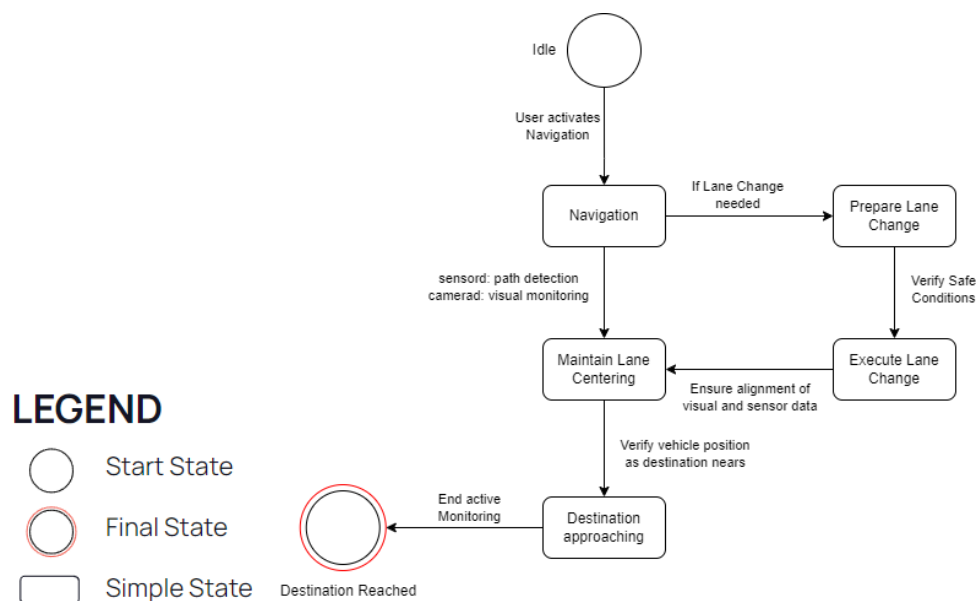 Idle
User activates
Navigation
Navigation
If Lane Change
needed
Prepare Lane
Change
sensord: path detection
camerad: visual monitoring
Verify Safe
Conditions
Maintain Lane
Centering
Ensure alignment of
visual and sensor data
Execute Lane
Change
Verify vehicle position
as destination nears
Destination
approaching
End active
Monitoring
Destination Reached
LEGEND
Start State
Final State
Simple State